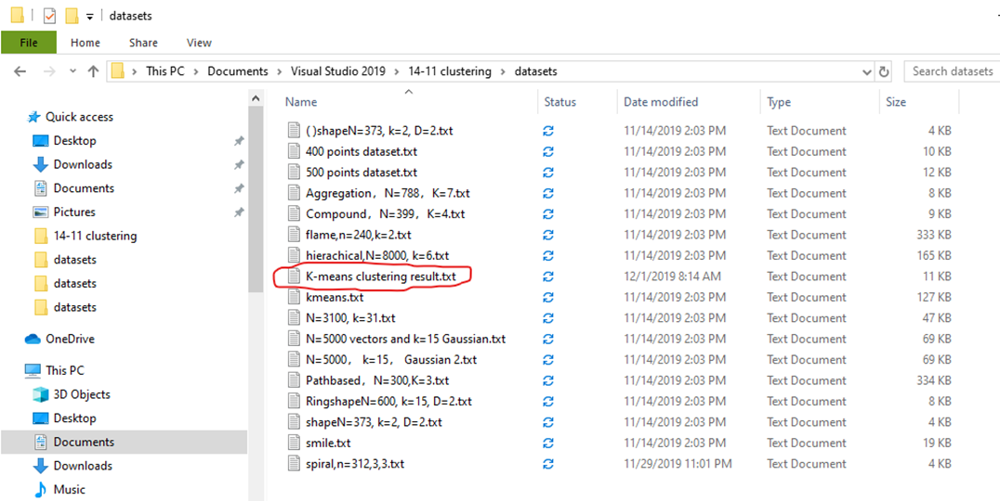 datasets
File Home Share View
This PC > Documents > Visual Studio 2019 > 14-11 clustering > datasets
Search datasets
Quick access
Desktop
Downloads
Documents
Pictures
14-11 clustering
datasets
datasets
datasets
OneDrive
This PC
3D Objects
Desktop
Documents
Downloads
Music
Name Status Date modified Type Size
( )shapeN=373, k=2, D=2.txt 11/14/2019 2:03 PM Text Document 4 KB
400 points dataset.txt 11/14/2019 2:03 PM Text Document 10 KB
500 points dataset.txt 11/14/2019 2:03 PM Text Document 12 KB
Aggregation，N=788，K=7.txt 11/14/2019 2:03 PM Text Document 8 KB
Compound，N=399，K=4.txt 11/14/2019 2:03 PM Text Document 9 KB
flame,n=240,k=2.txt 11/14/2019 2:03 PM Text Document 333 KB
hierachical,N=8000, k=6.txt 11/14/2019 2:03 PM Text Document 165 KB
K-means clustering result.txt 12/1/2019 8:14 AM Text Document 11 KB
kmeans.txt 11/14/2019 2:03 PM Text Document 127 KB
N=3100, k=31.txt 11/14/2019 2:03 PM Text Document 47 KB
N=5000 vectors and k=15 Gaussian.txt 11/14/2019 2:03 PM Text Document 69 KB
N=5000， k=15， Gaussian 2.txt 11/14/2019 2:03 PM Text Document 69 KB
Pathbased，N=300,K=3.txt 11/14/2019 2:03 PM Text Document 334 KB
RingshapeN=600, k=15, D=2.txt 11/14/2019 2:03 PM Text Document 8 KB
shapeN=373, k=2, D=2.txt 11/14/2019 2:03 PM Text Document 4 KB
smile.txt 11/14/2019 2:03 PM Text Document 19 KB
spiral,n=312,3,3.txt 11/29/2019 11:01 PM Text Document 4 KB